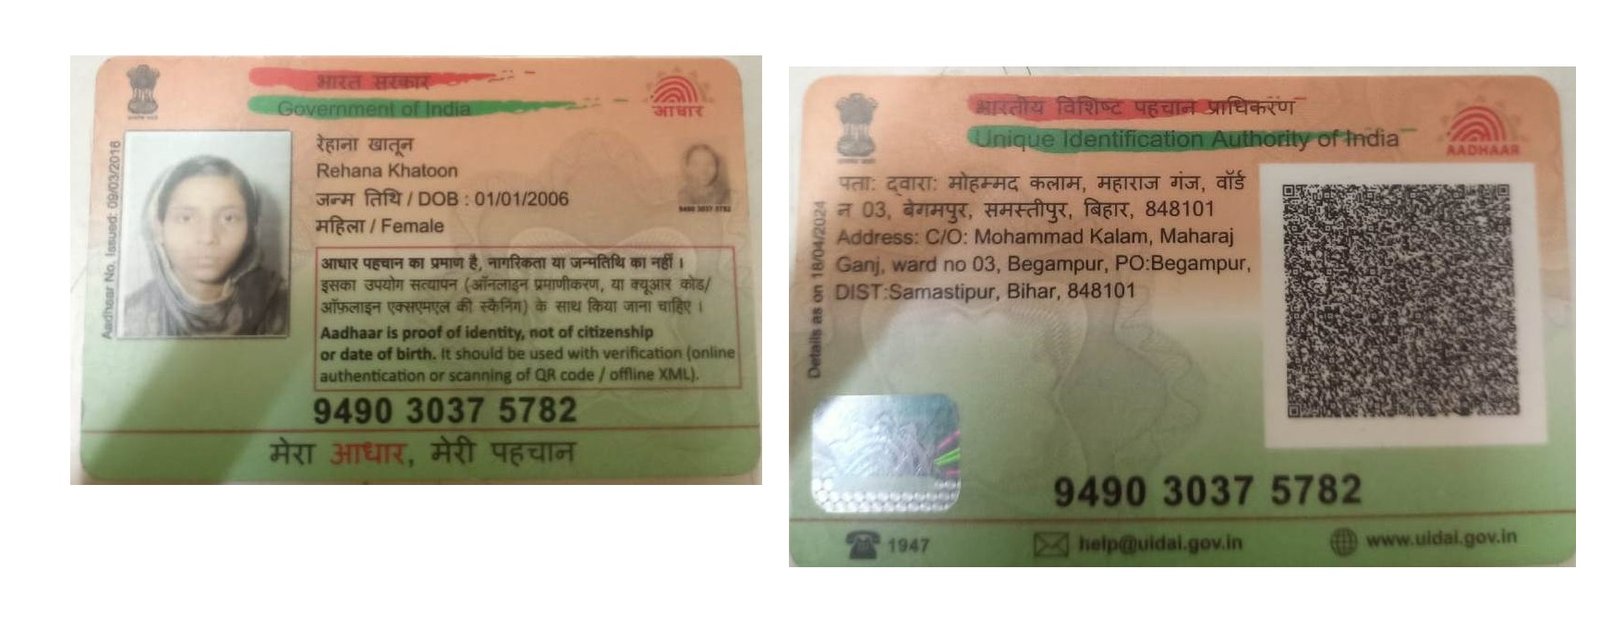 भारत सरकार
Government of India
आधार
Aadhaar No. Issued: 09/03/2016
रेहाना खातून
Rehana Khatoon
जन्म तिथि / DOB : 01/01/2006
महिला / Female
9490 3037 5782
आधार पहचान का प्रमाण है, नागरिकता या जन्मतिथि का नहीं ।
इसका उपयोग सत्यापन (ऑनलाइन प्रमाणीकरण, या क्यूआर कोड/
ऑफ़लाइन एक्सएमएल की स्कैनिंग) के साथ किया जाना चाहिए ।
Aadhaar is proof of identity, not of citizenship
or date of birth. It should be used with verification (online
authentication or scanning of QR code / offline XML).
9490 3037 5782
मेरा आधार, मेरी पहचान
भारतीय विशिष्ट पहचान प्राधिकरण
Unique Identification Authority of India
AADHAAR
Details as on 18/04/2024
पता: द्वारा: मोहम्मद कलाम, महाराज गंज, वॉर्ड
न 03, बेगमपुर, समस्तीपुर, बिहार, 848101
Address: C/O: Mohammad Kalam, Maharaj
Ganj, ward no 03, Begampur, PO:Begampur,
DIST:Samastipur, Bihar, 848101
9490 3037 5782
1947
help@uidai.gov.in
www.uidai.gov.in